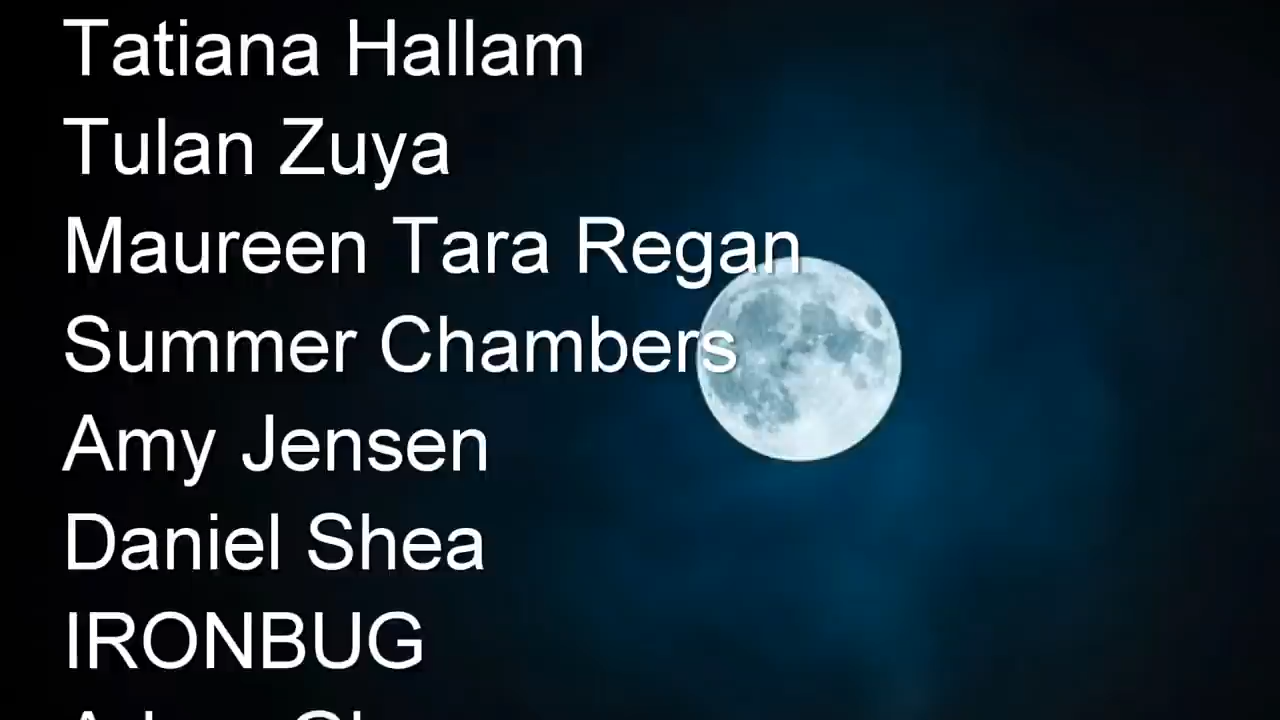 Tatiana Hallam
Tulan Zuya
Maureen Tara Regan
Summer Chambers
Amy Jensen
Daniel Shea
IRONBUG